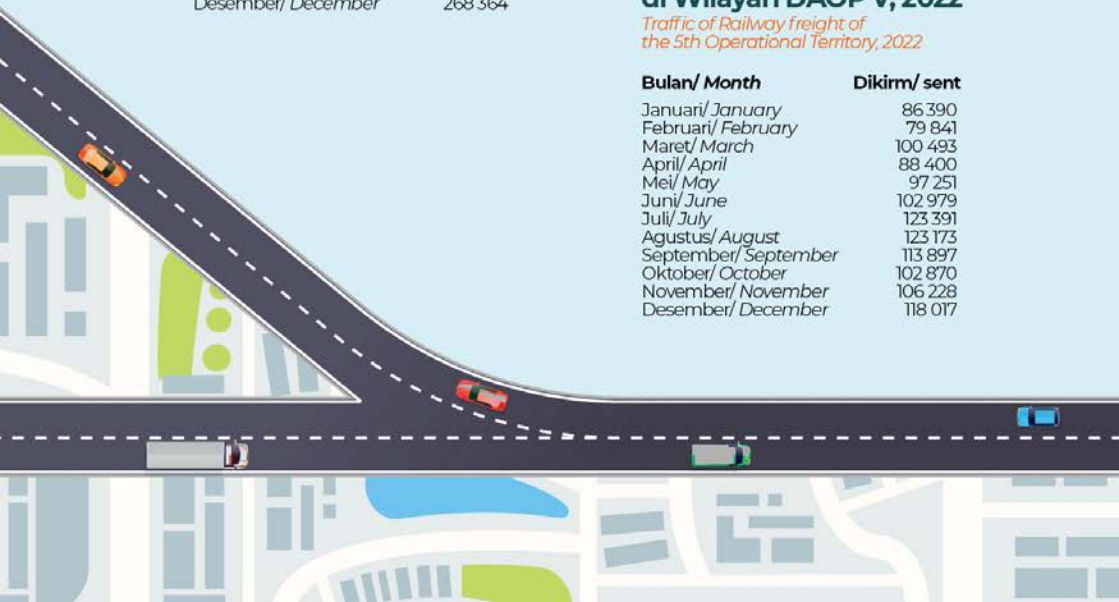 Desember/ December 268 364
di Wilayah DAOP V, 2022
Traffic of Railway freight of
the 5th Operational Territory, 2022
Bulan/ Month Dikirm/ sent
Januari/ January 86 390
Februari/ February 79 841
Maret/ March 100 493
April/ April 88 400
Mei/ May 97 251
Juni/ June 102 979
Juli/ July 123 391
Agustus/ August 123 173
September/ September 113 897
Oktober/ October 102 870
November/ November 106 228
Desember/ December 118 017